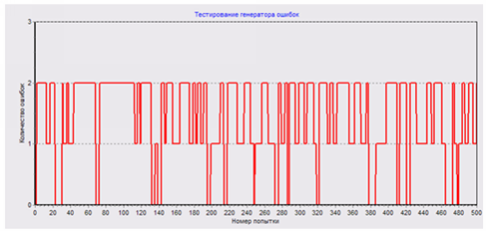 Тестирование генератора ошибок
Количество ошибок
3
2
1
0
0 20 40 60 80 100 120 140 160 180 200 220 240 260 280 300 320 340 360 380 400 420 440 460 480 500
Номер попытки